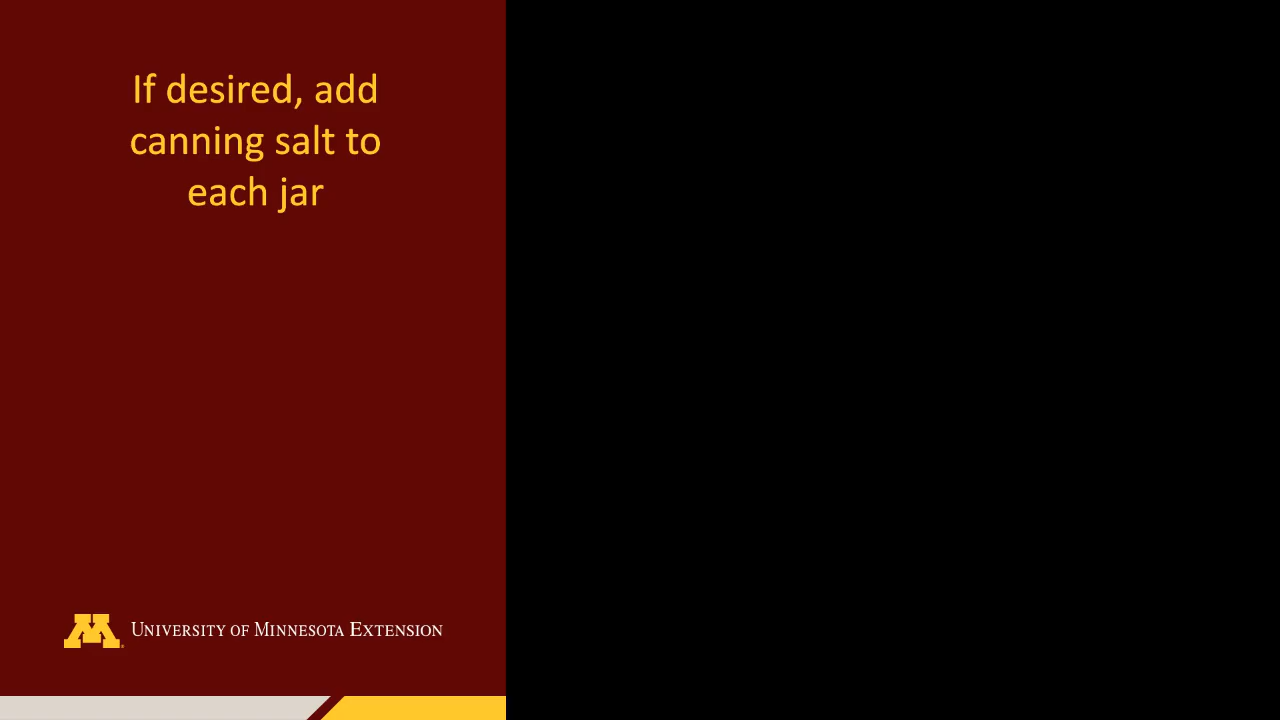 If desired, add
canning salt to
each jar
UNIVERSITY OF MINNESOTA EXTENSION